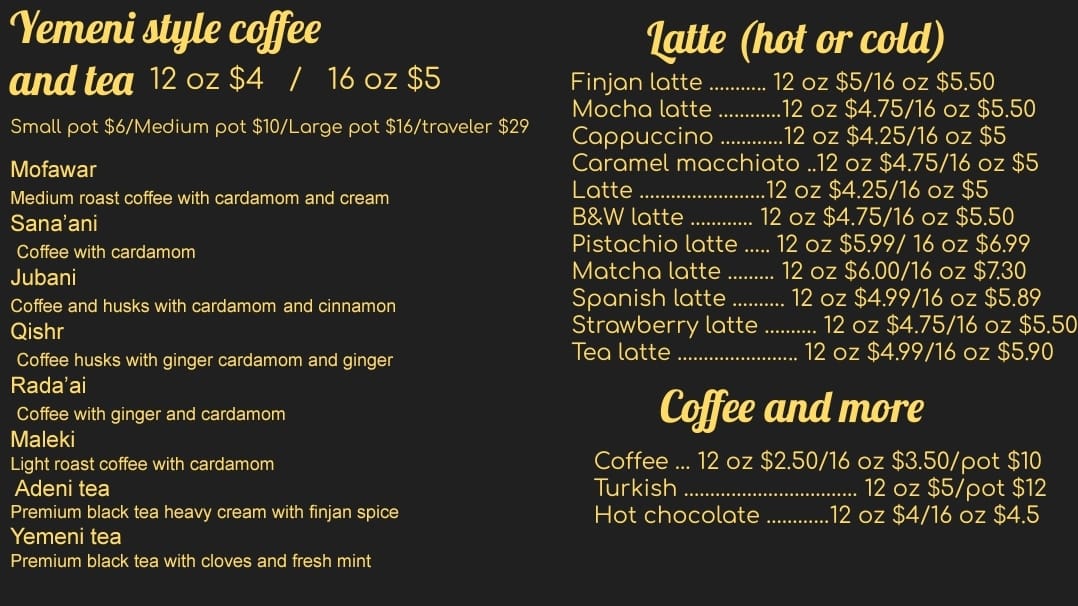 Yemeni style coffee
and tea 12 oz $4 / 16 oz $5
Small pot $6/Medium pot $10/Large pot $16/traveler $29
Mofawar
Medium roast coffee with cardamom and cream
Sana'ani
Coffee with cardamom
Jubani
Coffee and husks with cardamom and cinnamon
Qishr
Coffee husks with ginger cardamom and ginger
Rada'ai
Coffee with ginger and cardamom
Maleki
Light roast coffee with cardamom
Adeni tea
Premium black tea heavy cream with finjan spice
Yemeni tea
Premium black tea with cloves and fresh mint
Latte (hot or cold)
Finjan latte ........... 12 oz $5/16 oz $5.50
Mocha latte ............12 oz $4.75/16 oz $5.50
Cappuccino ............12 oz $4.25/16 oz $5
Caramel macchiato ..12 oz $4.75/16 oz $5
Latte ........................12 oz $4.25/16 oz $5
B&W latte ............ 12 oz $4.75/16 oz $5.50
Pistachio latte ..... 12 oz $5.99/ 16 oz $6.99
Matcha latte ......... 12 oz $6.00/16 oz $7.30
Spanish latte .......... 12 oz $4.99/16 oz $5.89
Strawberry latte .......... 12 oz $4.75/16 oz $5.50
Tea latte ....................... 12 oz $4.99/16 oz $5.90
Coffee and more
Coffee ... 12 oz $2.50/16 oz $3.50/pot $10
Turkish ................................. 12 oz $5/pot $12
Hot chocolate ............12 oz $4/16 oz $4.5